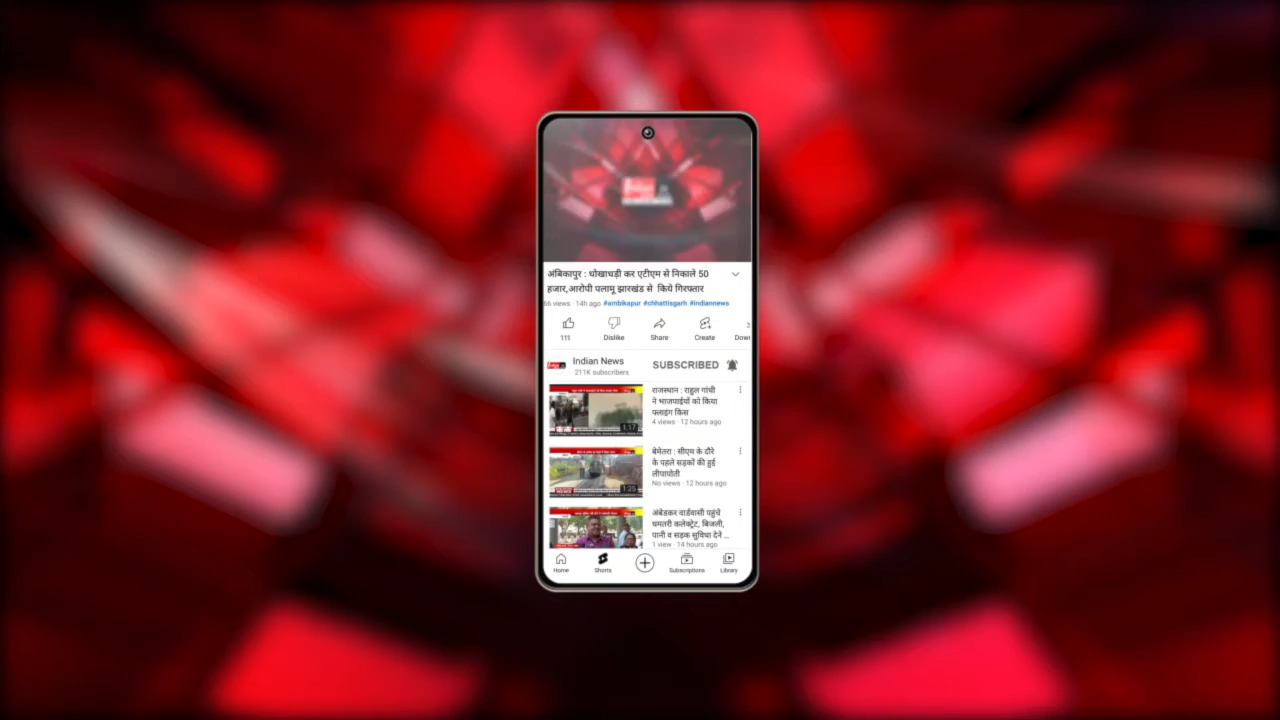 अंबिकापुर : धोखाधड़ी कर एटीएम से निकाले 50
हजार,आरोपी पलामू झारखंड से किये गिरफ्तार
66 views · 14h ago #ambikapur #chhattisgarh #indiannews
111
Dislike
Share
Create
Indian News
SUBSCRIBED
211K subscribers
राजस्थान : राहुल गांधी
ने भाजपाईयों को किया
फ्लाइंग किस
4 views · 12 hours ago
1:17
बेमेतरा : सीएम के दौरे
के पहले सड़कों की हुई
लीपापोती
No views · 12 hours ago
1:25
अंबेडकर वार्डवासी पहुंचे
धमतरी कलेक्ट्रेट, बिजली,
पानी व सड़क सुविधा देने ...
1 view · 14 hours ago
Home
Shorts
Subscriptions
Library